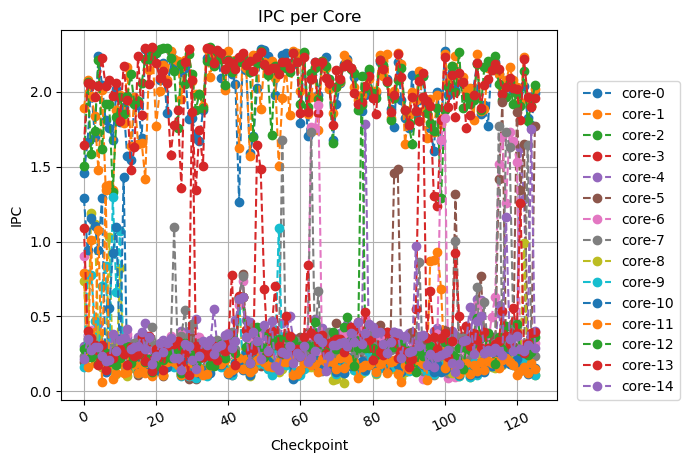 IPC per Core
IPC
2.0
1.5
1.0
0.5
0.0
0
20
40
60
80
100
120
Checkpoint
core-0
core-1
core-2
core-3
core-4
core-5
core-6
core-7
core-8
core-9
core-10
core-11
core-12
core-13
core-14